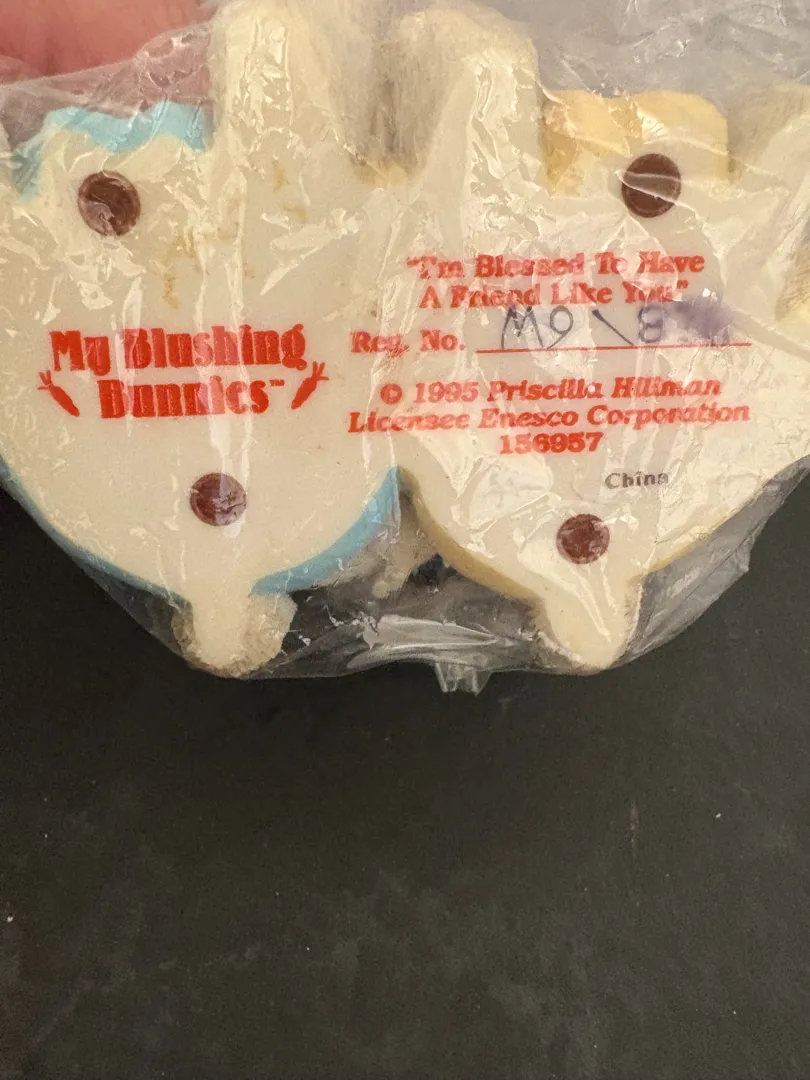 My Blushing
Bunnies™
"I'm Blessed To Have
A Friend Like You"
Reg. No.
© 1995 Priscilla Hillman
Licensee Enesco Corporation
156957
China